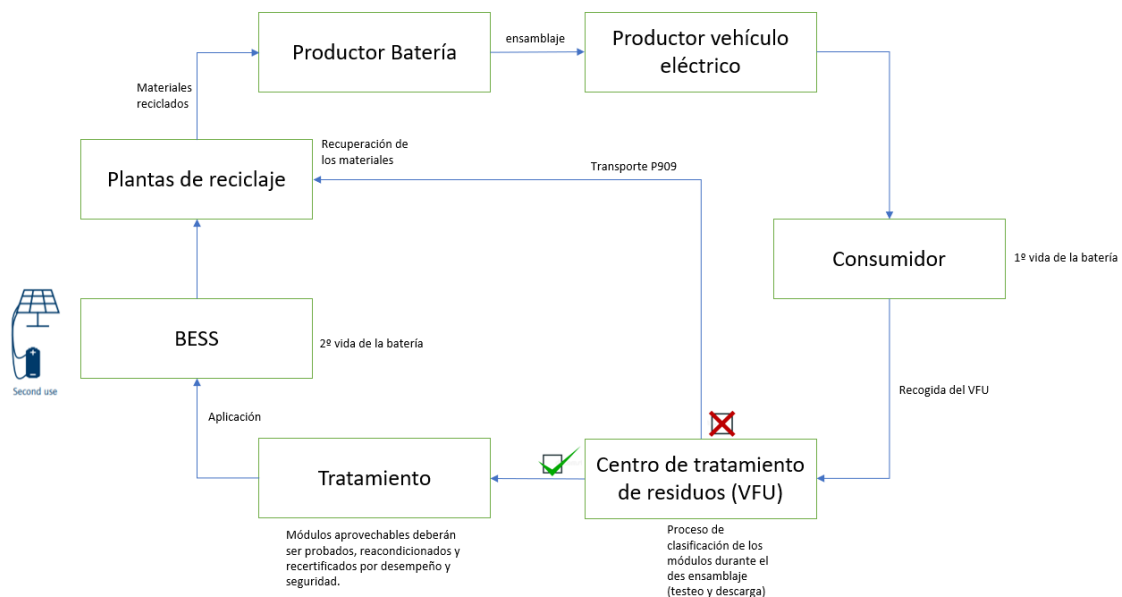 Productor Batería
ensamblaje
Productor vehículo
eléctrico
Materiales
reciclados
Recuperación de
los materiales
Plantas de reciclaje
Transporte P909
Consumidor
1º vida de la batería
BESS
2º vida de la batería
Second use
Recogida del VFU
Aplicación
Tratamiento
Centro de tratamiento
de residuos (VFU)
Módulos aprovechables deberán
ser probados, reacondicionados y
recertificados por desempeño y
seguridad.
Proceso de
clasificación de los
módulos durante el
des ensamblaje
(testeo y descarga)